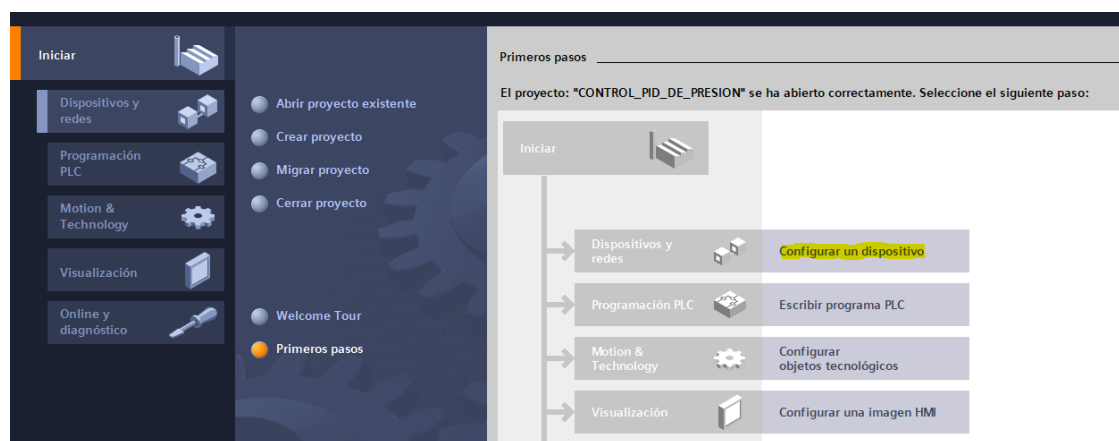 Iniciar
Dispositivos y
redes
Programación
PLC
Motion &
Technology
Visualización
Online y
diagnóstico
Abrir proyecto existente
Crear proyecto
Migrar proyecto
Cerrar proyecto
Welcome Tour
Primeros pasos
Primeros pasos
El proyecto: "CONTROL_PID_DE_PRESION" se ha abierto correctamente. Seleccione el siguiente paso:
Iniciar
Dispositivos y
redes
Configurar un dispositivo
Programación PLC
Escribir programa PLC
Motion &
Technology
Configurar
objetos tecnológicos
Visualización
Configurar una imagen HMI